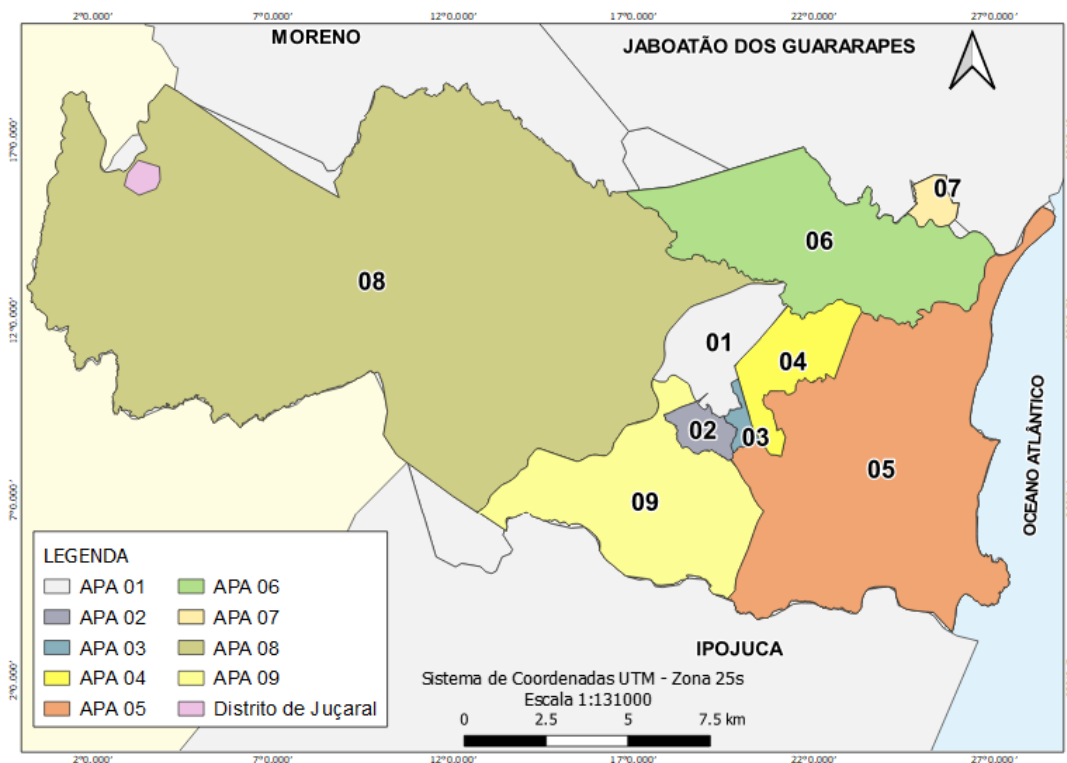 2°0.000' 7°0.000' 12°0.000' 17°0.000' 22°0.000' 27°0.000'
MORENO
JABOATÃO DOS GUARARAPES
17°0.000'
07
06
08
12°0.000'
01
04
02
03
05
OCEANO ATLÂNTICO
09
7°0.000'
LEGENDA
APA 01
APA 02
APA 03
APA 04
APA 05
APA 06
APA 07
APA 08
APA 09
Distrito de Juçaral
IPOJUCA
2°0.000'
Sistema de Coordenadas UTM - Zona 25s
Escala 1:131000
0 2.5 5 7.5 km
2°0.000' 7°0.000' 12°0.000' 17°0.000' 22°0.000' 27°0.000'